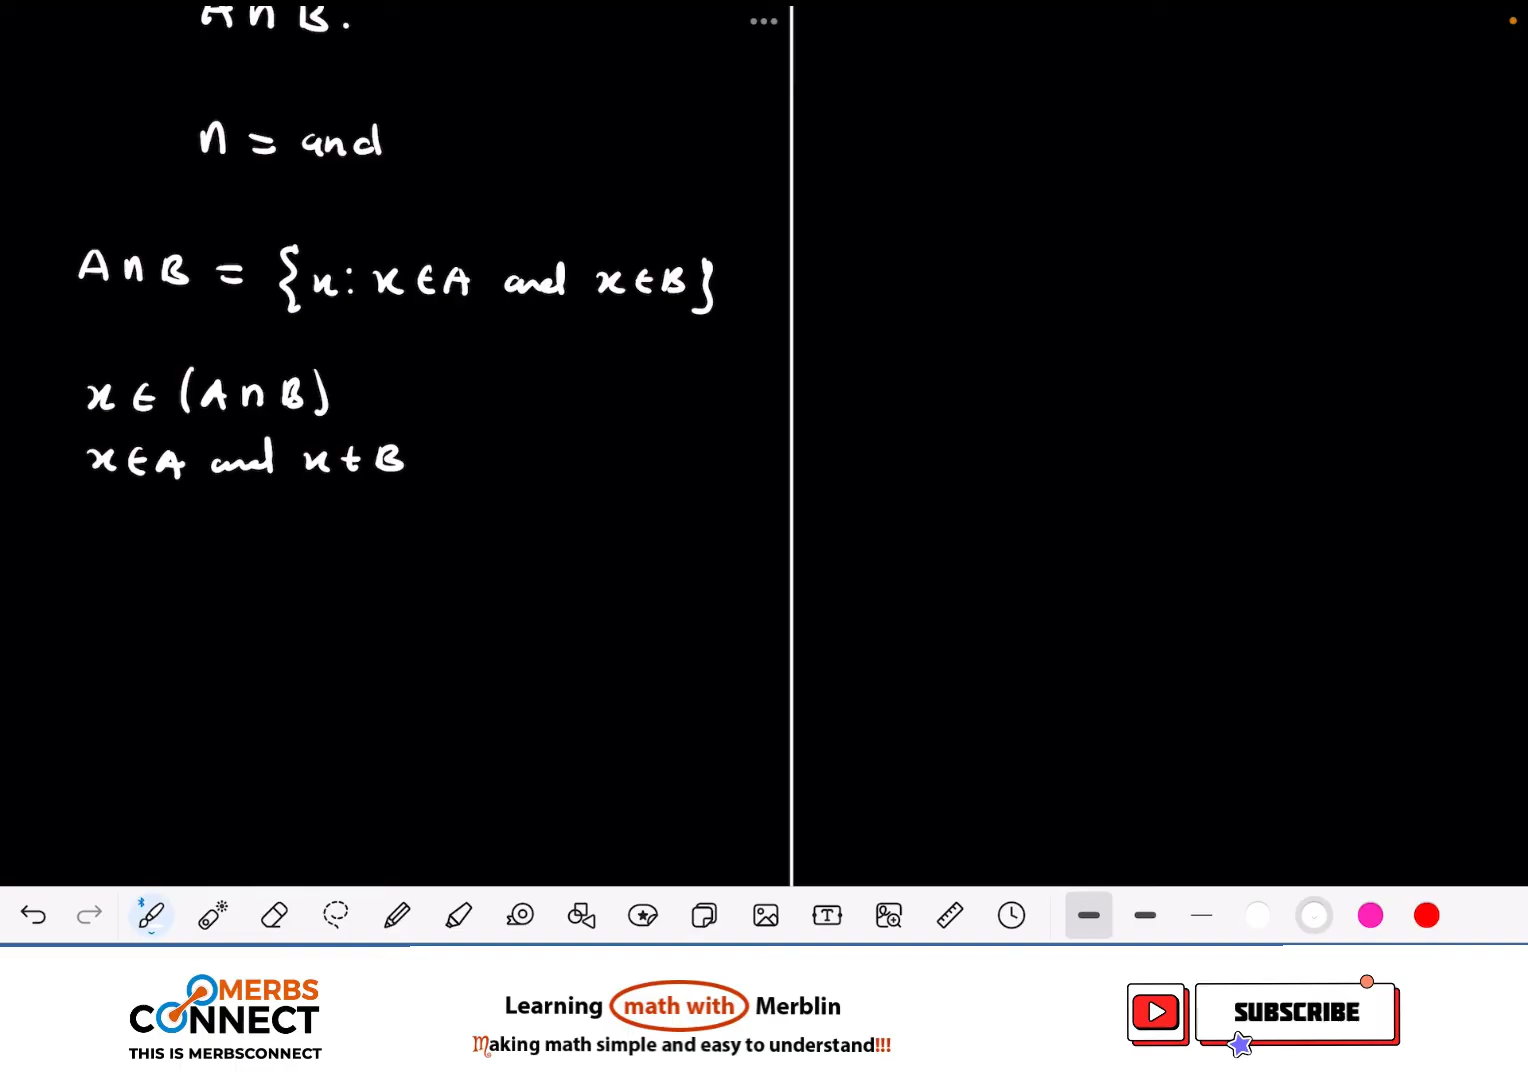 A ∩ B.
∩ = and
A ∩ B = {x : x ∈ A and x ∈ B}
x ∈ (A ∩ B)
x ∈ A and x ∈ B
MERBS
CONNECT
THIS IS MERBSCONNECT
Learning math with Merblin
Making math simple and easy to understand!!!
SUBSCRIBE